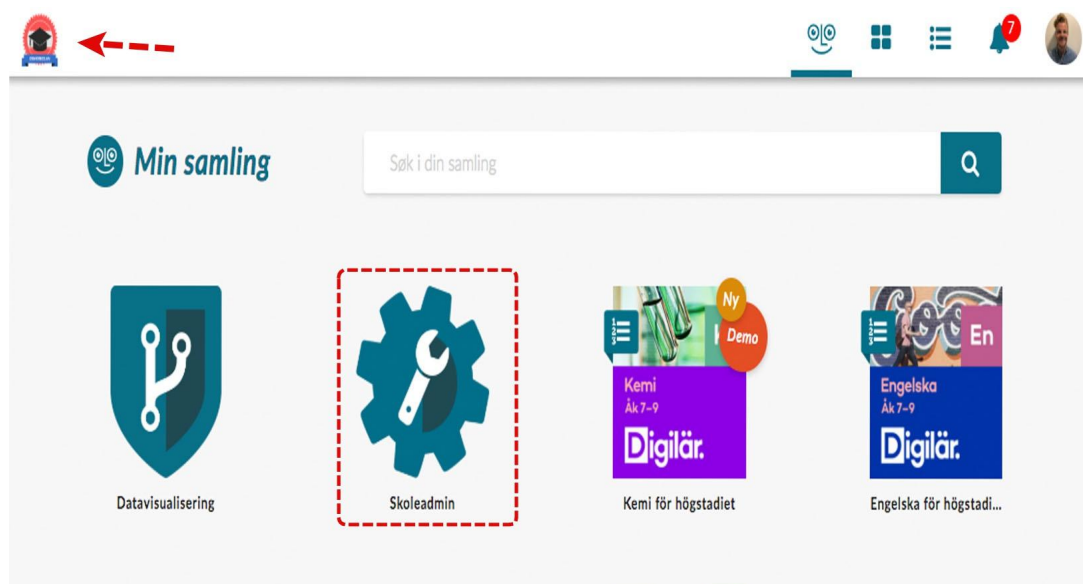 7
Min samling
Søk i din samling
Ny
Demo
Kemi
Åk 7-9
Digilär.
En
Engelska
Åk 7-9
Digilär.
Datavisualisering
Skoleadmin
Kemi för högstadiet
Engelska för högstadi...